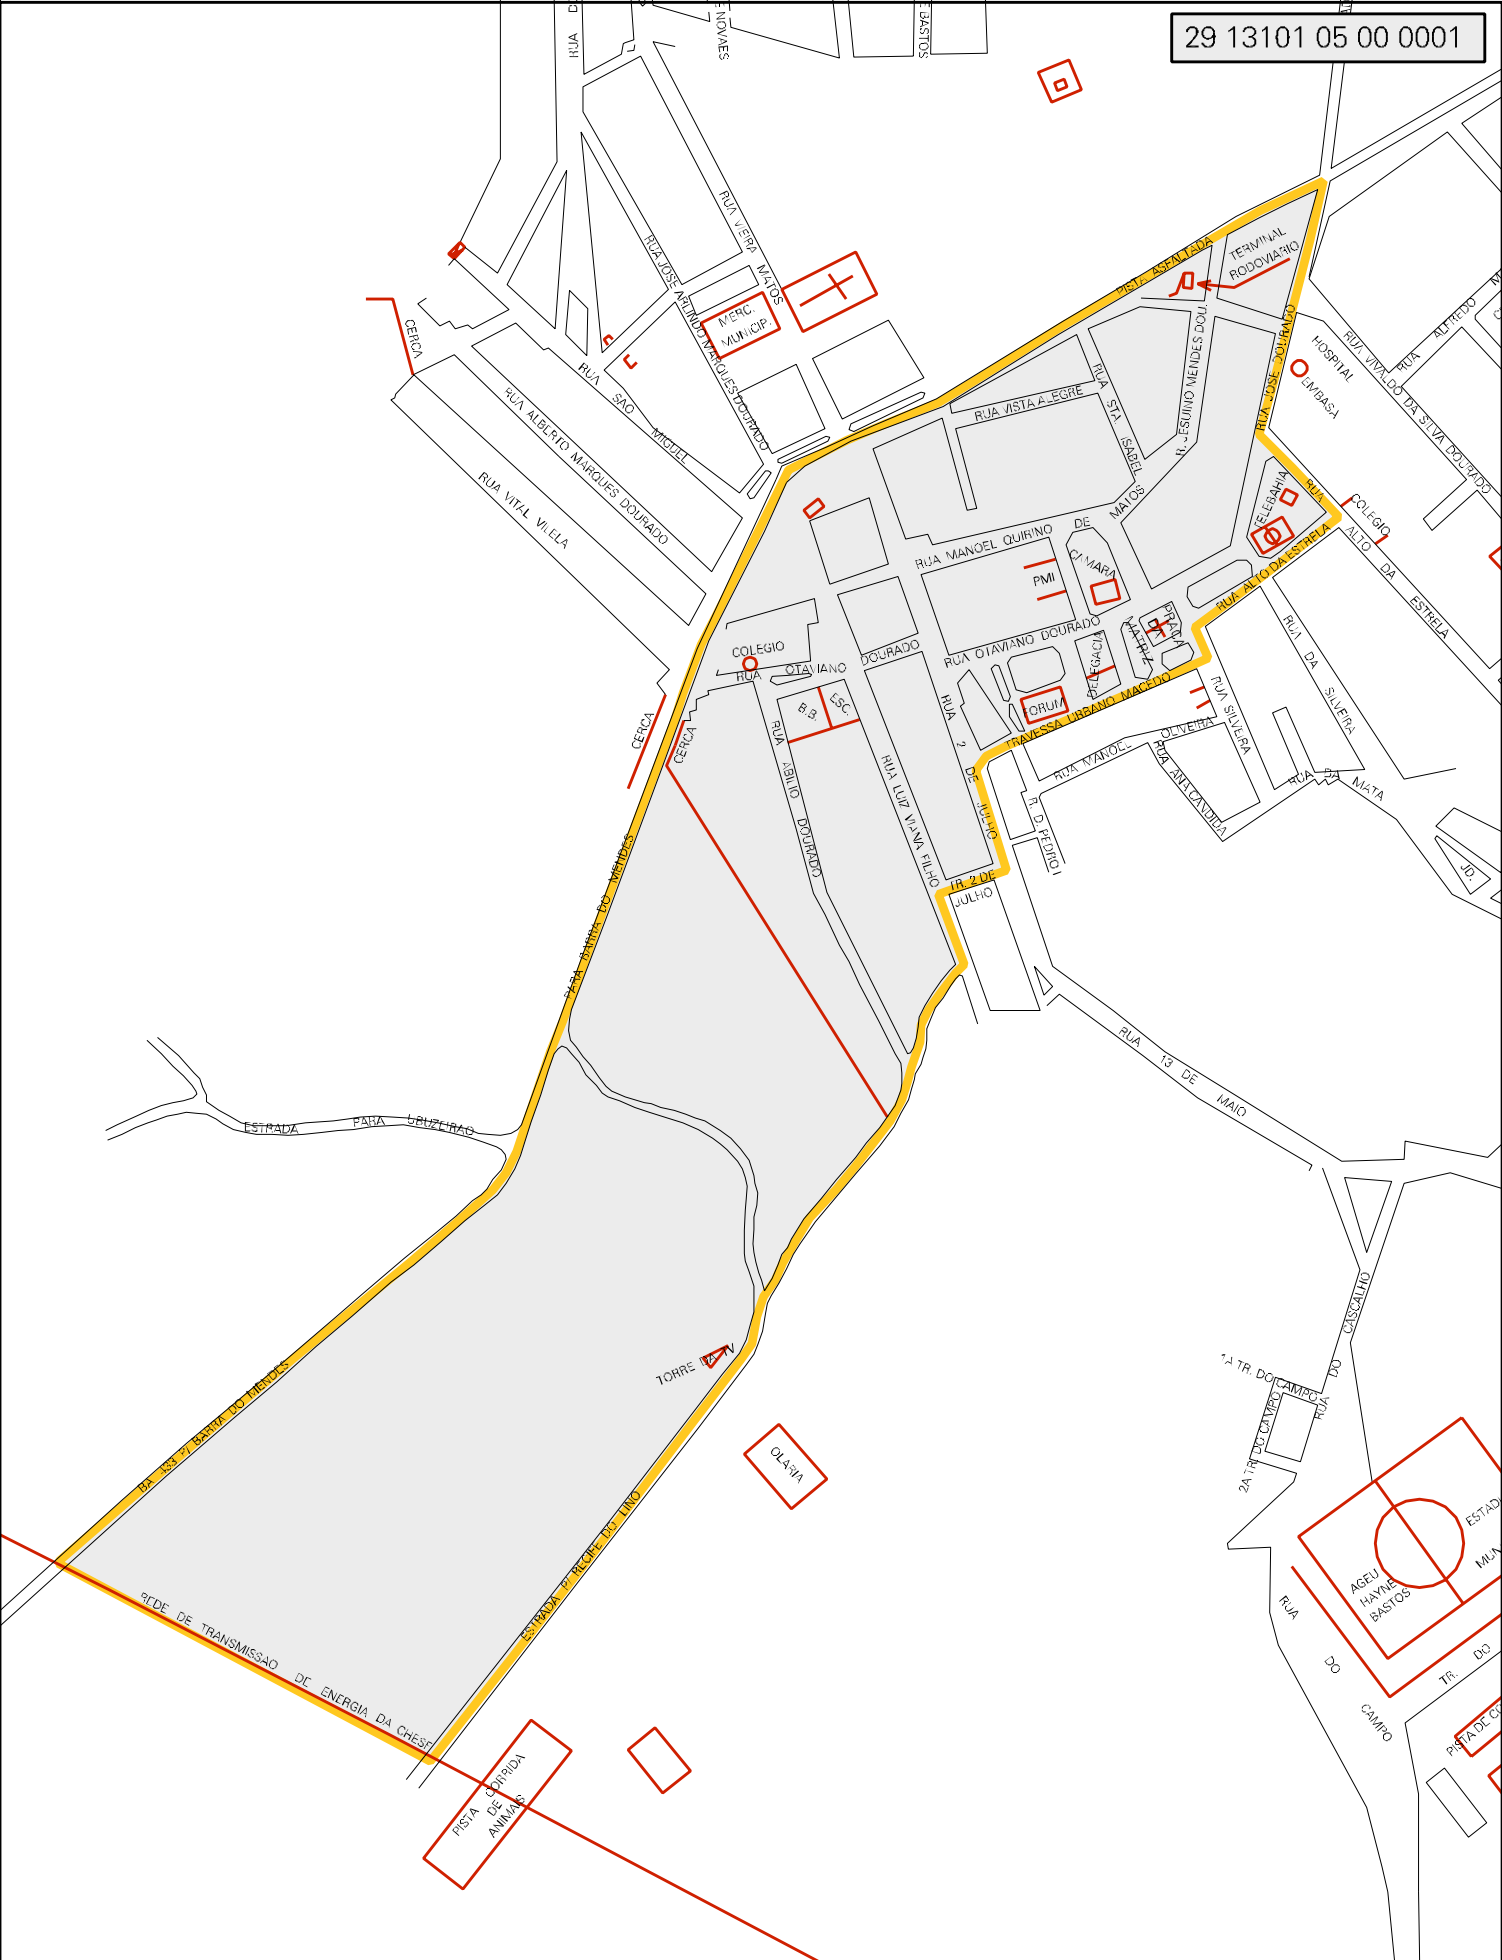 29 13101 05 00 0001
NOVAES
BASTOS
RUA VIEIRA MATOS
RUA JOSE ARLINDO MARQUES DOURADO
MERC.
MUNICIP.
CERCA
RUA SAO MIGUEL
RUA ALBERTO MARQUES DOURADO
RUA VITAL VILELA
PISTA ASFALTADA
TERMINAL
RODOVIARIO
R. JESUINO MENDES DOU.
RUA JOSE DOURADO
HOSPITAL
EMBASA
RUA VIVALDO DA SILVA DOURADO
RUA ALFREDO
RUA VISTA ALEGRE
RUA STA. ISABEL
RUA MANOEL QUIRINO DE MATOS
TELEBAHIA
RUA ALTO DA ESTRELA
COLEGIO
RUA ALTO DA ESTRELA
CAMARA
PMI
PRACA
DA
MATRIZ
COLEGIO
RUA OTAVIANO DOURADO
RUA OTAVIANO DOURADO
DELEGACIA
FORUM
B.B.
ESC.
TRAVESSA URBANO MACEDO
RUA DA SILVEIRA
RUA SILVEIRA
RUA MANOEL OLIVEIRA
RUA ANA CANDIDA
RUA DA MATA
JD.
CERCA
CERCA
RUA ABILIO DOURADO
RUA LUIZ VIANA FILHO
RUA 2 DE JULHO
R. D. PEDRO I
TR. 2 DE
JULHO
PARA BARRA DO MENDES
ESTRADA PARA UBUZEIRAO
RUA 13 DE MAIO
RUA DO CASCALHO
1A TR. DO CAMPO
2A TR. DO CAMPO
TORRE DA TV
BA 433 P/ BARRA DO MENDES
OLARIA
ESTRADA P/ RECIFE DO LINO
REDE DE TRANSMISSAO DE ENERGIA DA CHESF
AGEU
HAYNE
BASTOS
RUA DO CAMPO
TR. DO
PISTA CORRIDA
DE
ANIMAIS